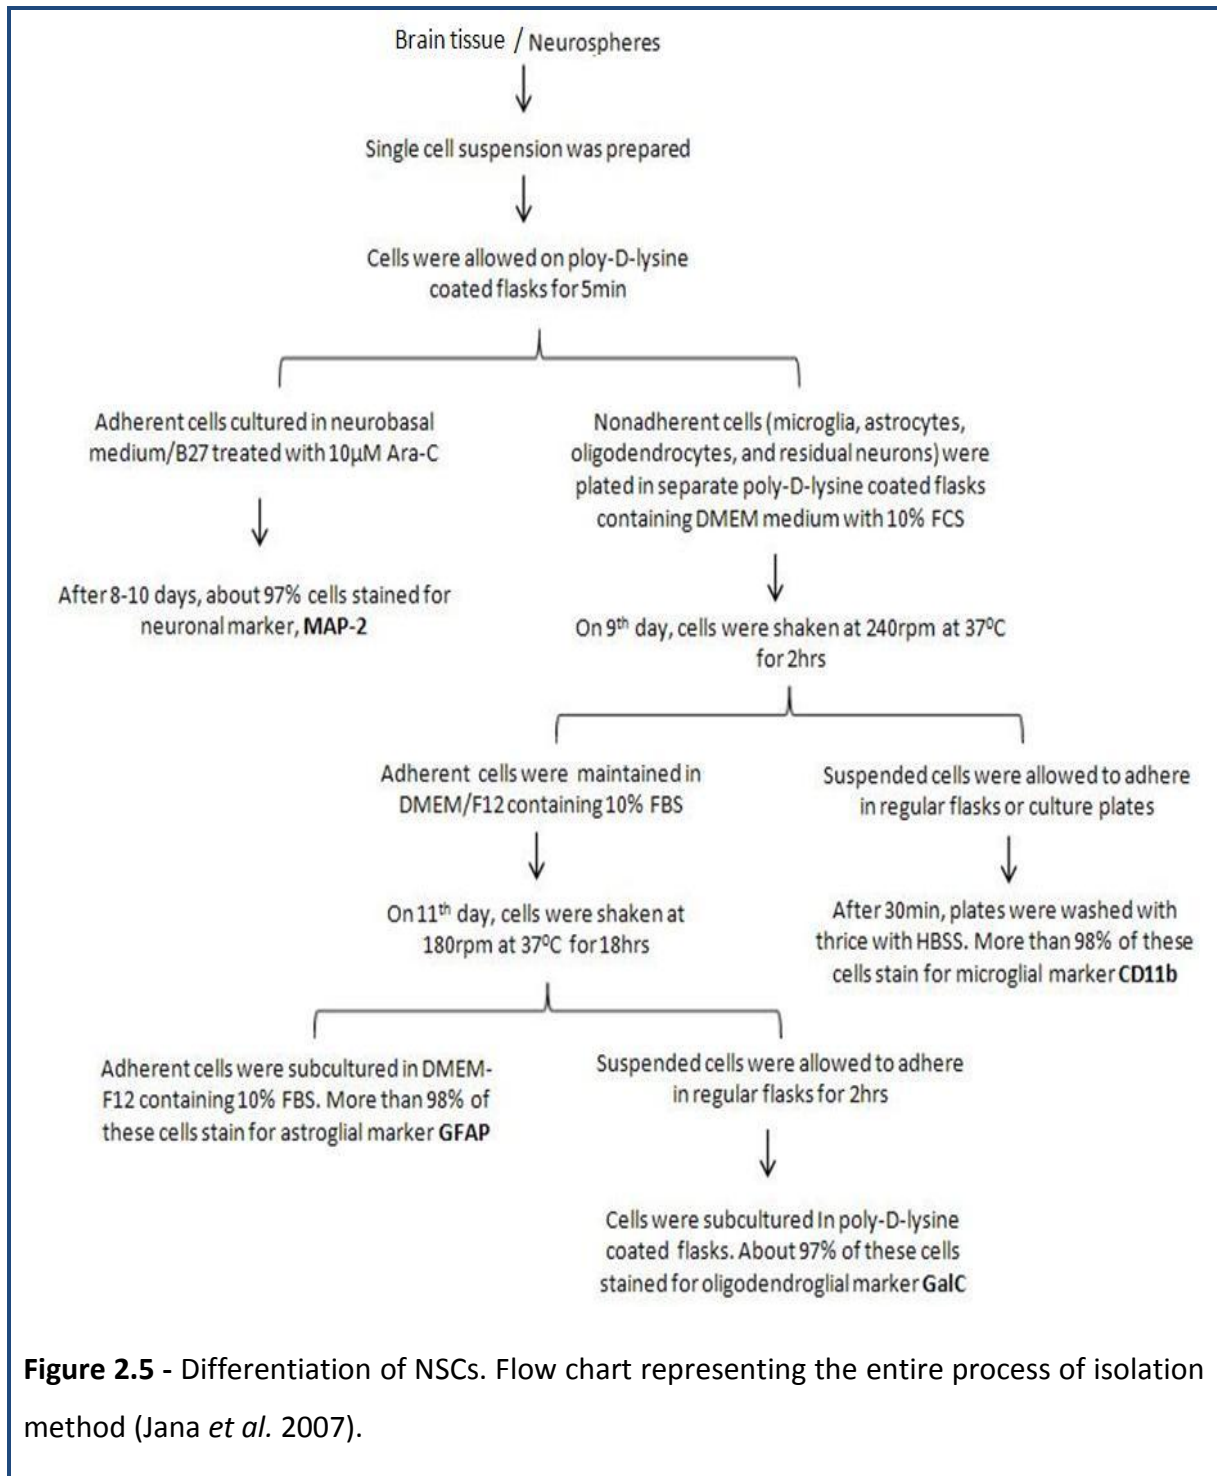 Brain tissue / Neurospheres
Single cell suspension was prepared
Cells were allowed on ploy-D-lysine
coated flasks for 5min
Adherent cells cultured in neurobasal
medium/B27 treated with 10µM Ara-C
After 8-10 days, about 97% cells stained for
neuronal marker, MAP-2
Nonadherent cells (microglia, astrocytes,
oligodendrocytes, and residual neurons) were
plated in separate poly-D-lysine coated flasks
containing DMEM medium with 10% FCS
On 9th day, cells were shaken at 240rpm at 37⁰C
for 2hrs
Adherent cells were maintained in
DMEM/F12 containing 10% FBS
On 11th day, cells were shaken at
180rpm at 37⁰C for 18hrs
Suspended cells were allowed to adhere
in regular flasks or culture plates
After 30min, plates were washed with
thrice with HBSS. More than 98% of these
cells stain for microglial marker CD11b
Adherent cells were subcultured in DMEM-
F12 containing 10% FBS. More than 98% of
these cells stain for astroglial marker GFAP
Suspended cells were allowed to adhere
in regular flasks for 2hrs
Cells were subcultured In poly-D-lysine
coated flasks. About 97% of these cells
stained for oligodendroglial marker GalC
Figure 2.5 - Differentiation of NSCs. Flow chart representing the entire process of isolation
method (Jana et al. 2007).